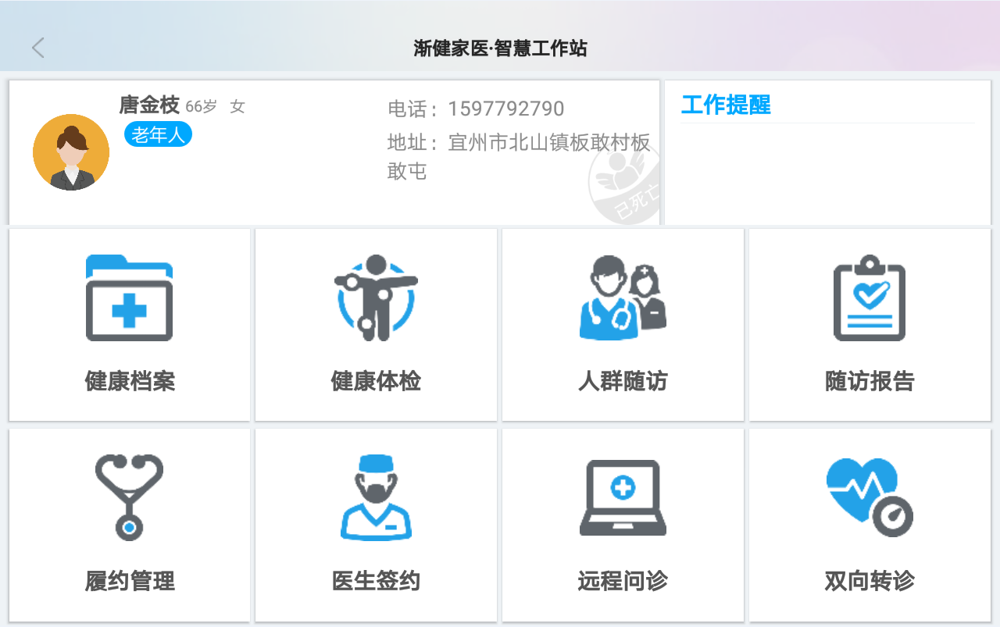 渐健家医·智慧工作站
唐金枝 66岁 女
老年人
电话：1597792790
地址：宜州市北山镇板敢村板
敢屯
已死亡
工作提醒
健康档案
健康体检
人群随访
随访报告
履约管理
医生签约
远程问诊
双向转诊